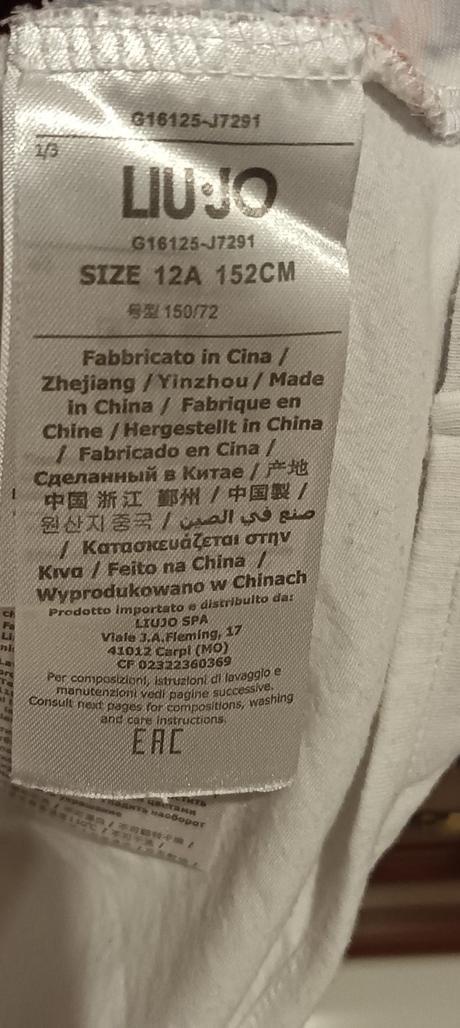 G16125-J7291
1/3
LIU·JO
G16125-J7291
SIZE 12A 152CM
号型 150/72
Fabbricato in Cina /
Zhejiang / Yinzhou / Made
in China / Fabrique en
Chine / Hergestellt in China
/ Fabricado en Cina /
Сделанный в Китае / 产地
中国 浙江 鄞州 / 中国製 /
원산지 중국 / صنع في الصين
/ Κατασκευάζεται στην
Κινα / Feito na China /
Wyprodukowano w Chinach
Prodotto importato e distribuito da:
LIUJO SPA
Viale J.A.Fleming, 17
41012 Carpi (MO)
CF 02322360369
Per composizioni, istruzioni di lavaggio e
manutenzioni vedi pagine successive.
Consult next pages for compositions, washing
and care instructions.
EAC
цветами
наоборот